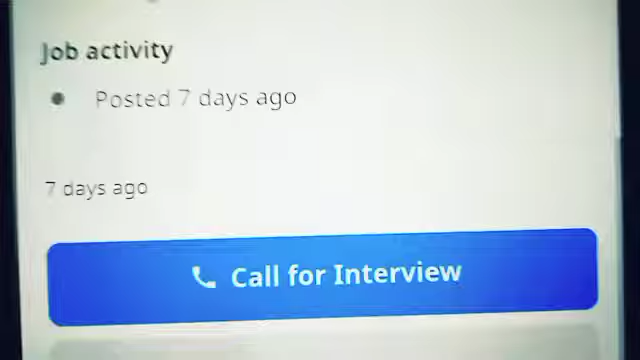 Job activity
Posted 7 days ago
7 days ago
Call for Interview